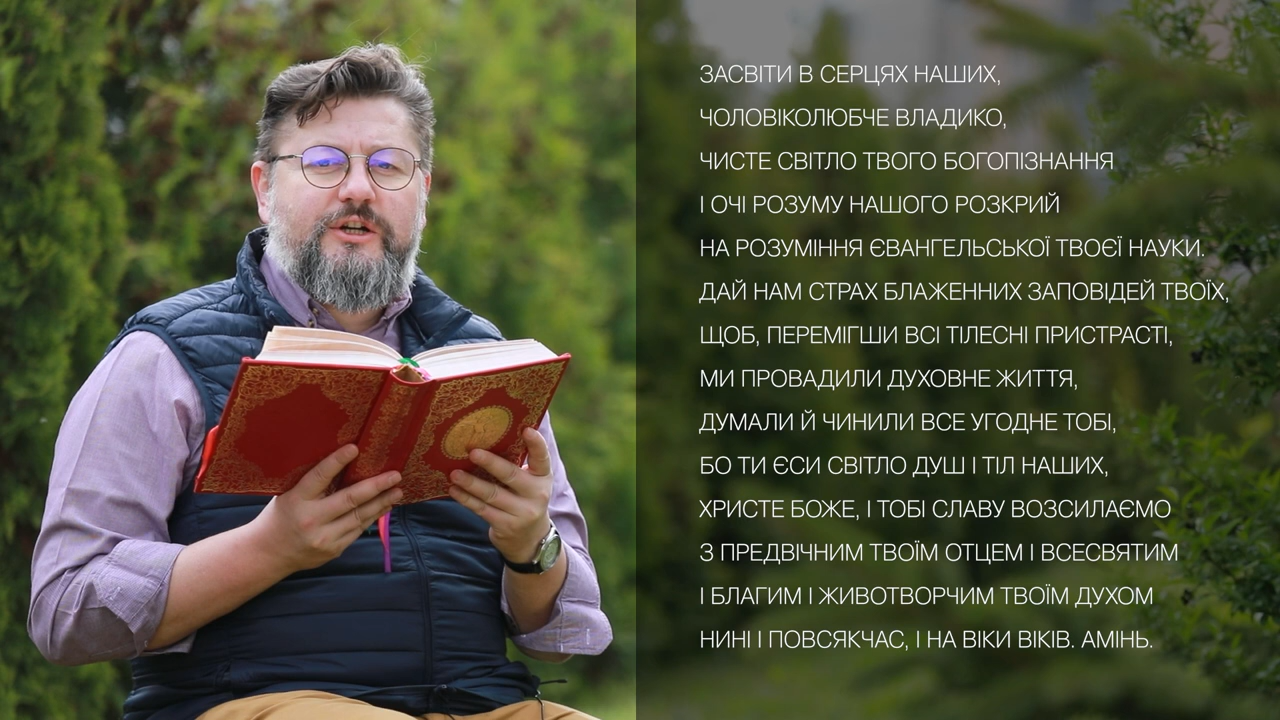 ЗАСВІТИ В СЕРЦЯХ НАШИХ,
ЧОЛОВІКОЛЮБЧЕ ВЛАДИКО,
ЧИСТЕ СВІТЛО ТВОГО БОГОПІЗНАННЯ
І ОЧІ РОЗУМУ НАШОГО РОЗКРИЙ
НА РОЗУМІННЯ ЄВАНГЕЛЬСЬКОЇ ТВОЄЇ НАУКИ.
ДАЙ НАМ СТРАХ БЛАЖЕННИХ ЗАПОВІДЕЙ ТВОЇХ,
ЩОБ, ПЕРЕМІГШИ ВСІ ТІЛЕСНІ ПРИСТРАСТІ,
МИ ПРОВАДИЛИ ДУХОВНЕ ЖИТТЯ,
ДУМАЛИ Й ЧИНИЛИ ВСЕ УГОДНЕ ТОБІ,
БО ТИ ЄСИ СВІТЛО ДУШ І ТІЛ НАШИХ,
ХРИСТЕ БОЖЕ, І ТОБІ СЛАВУ ВОЗСИЛАЄМО
З ПРЕДВІЧНИМ ТВОЇМ ОТЦЕМ І ВСЕСВЯТИМ
І БЛАГИМ І ЖИВОТВОРЧИМ ТВОЇМ ДУХОМ
НИНІ І ПОВСЯКЧАС, І НА ВІКИ ВІКІВ. АМІНЬ.